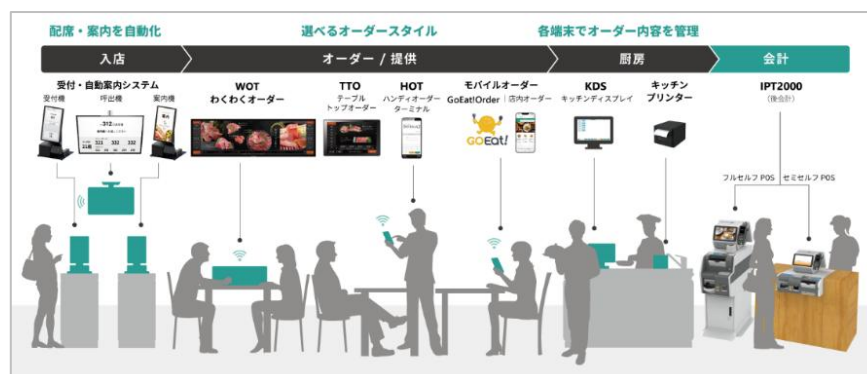 配席・案内を自動化
選べるオーダースタイル
各端末でオーダー内容を管理
入店
オーダー / 提供
厨房
会計
受付・自動案内システム
受付機
呼出機
案内機
WOT
わくわくオーダー
TTO
テーブル
トップオーダー
HOT
ハンディオーダー
ターミナル
モバイルオーダー
GoEat!Order｜店内オーダー
GOEat!
KDS
キッチンディスプレイ
キッチン
プリンター
IPT2000
(後会計)
フルセルフ POS
セミセルフ POS
312